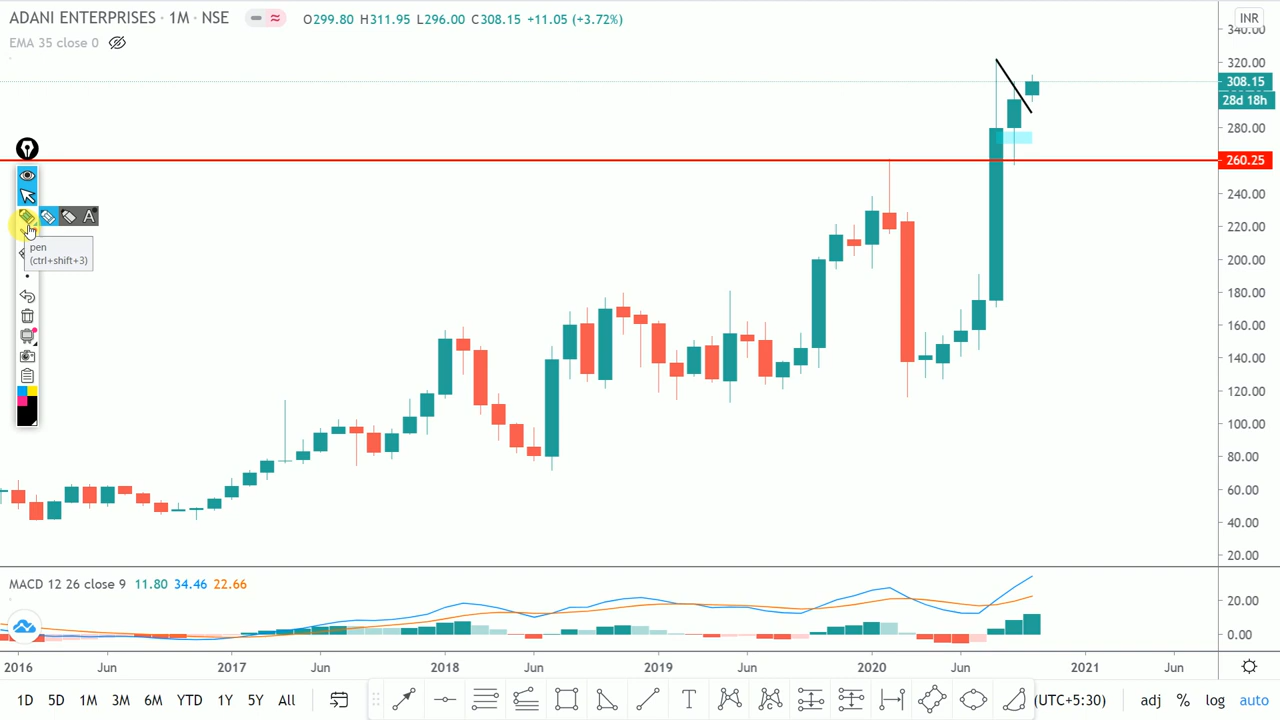 ADANI ENTERPRISES · 1M · NSE O299.80 H311.95 L296.00 C308.15 +11.05 (+3.72%) INR
EMA 35 close 0
340.00
320.00
308.15
28d 18h
280.00
260.25
240.00
220.00
200.00
180.00
160.00
140.00
120.00
100.00
80.00
60.00
40.00
20.00
A
pen
(ctrl+shift+3)
MACD 12 26 close 9 11.80 34.46 22.66
20.00
0.00
2016 Jun 2017 Jun 2018 Jun 2019 Jun 2020 Jun 2021 Jun
1D 5D 1M 3M 6M YTD 1Y 5Y All T (UTC+5:30) adj % log auto